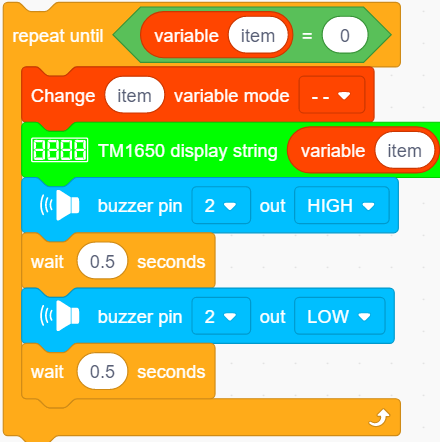 repeat until variable item = 0
Change item variable mode --
TM1650 display string variable item
buzzer pin 2 out HIGH
wait 0.5 seconds
buzzer pin 2 out LOW
wait 0.5 seconds